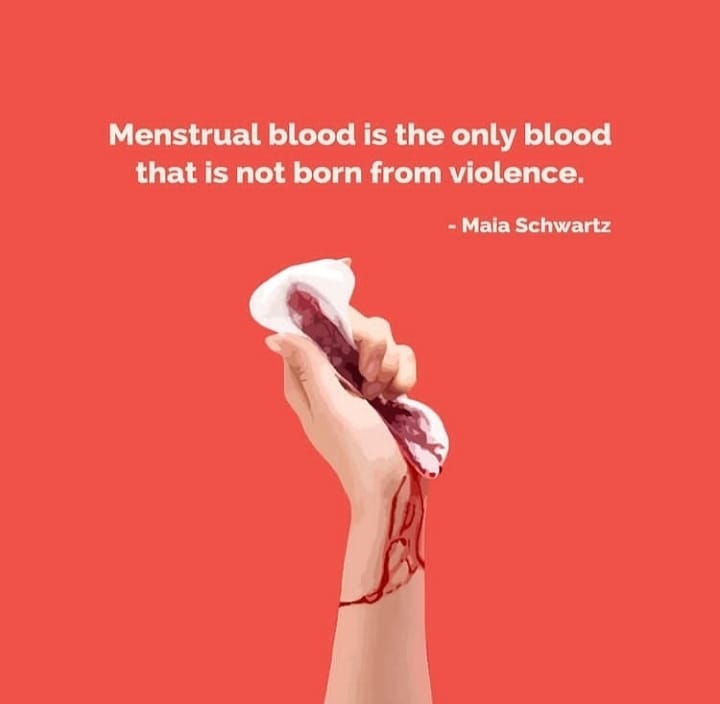 Menstrual blood is the only blood
that is not born from violence.
- Maia Schwartz